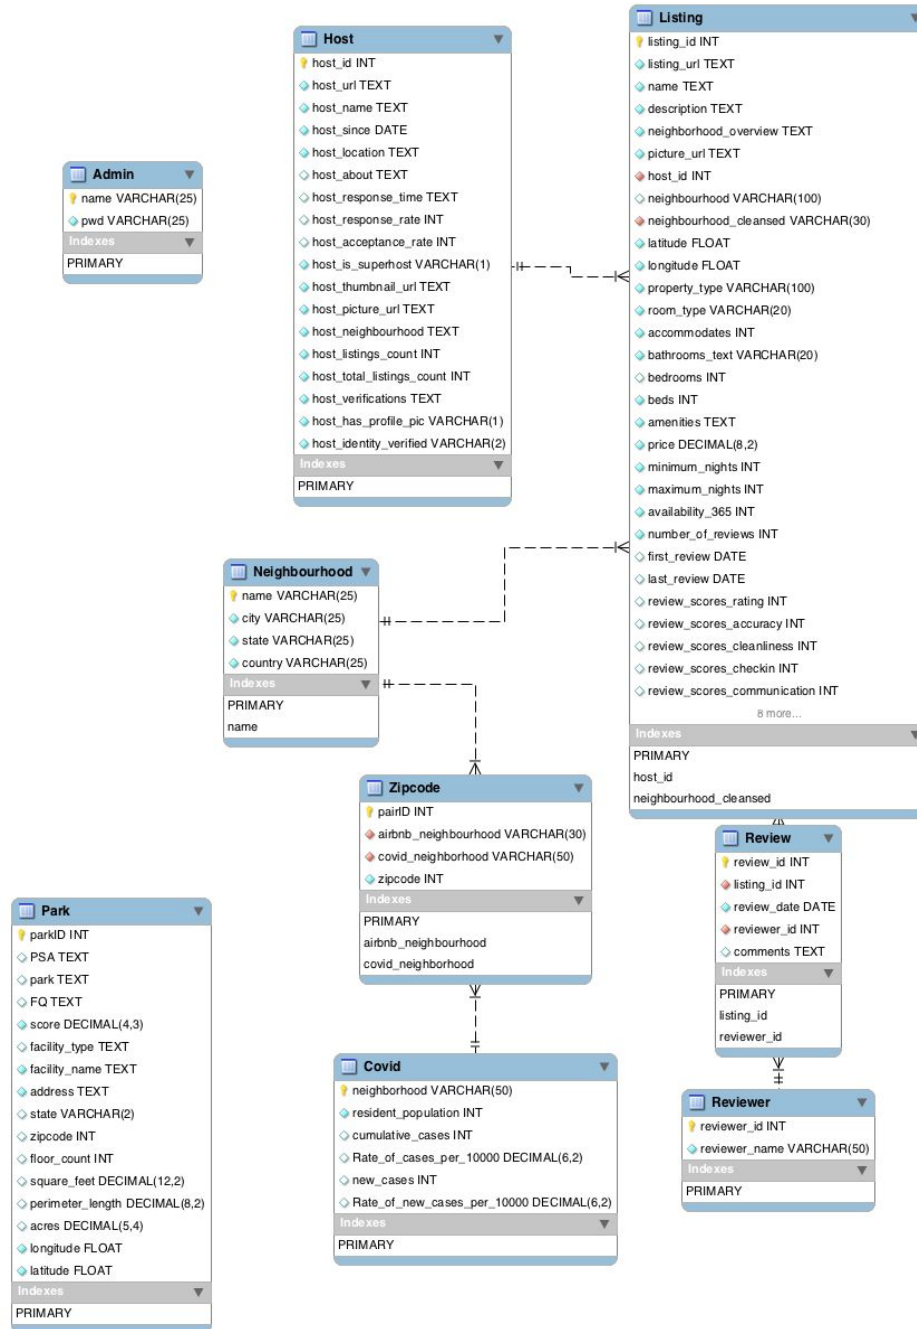 Host
host_id INT
host_url TEXT
host_name TEXT
host_since DATE
host_location TEXT
host_about TEXT
host_response_time TEXT
host_response_rate INT
host_acceptance_rate INT
host_is_superhost VARCHAR(1)
host_thumbnail_url TEXT
host_picture_url TEXT
host_neighbourhood TEXT
host_listings_count INT
host_total_listings_count INT
host_verifications TEXT
host_has_profile_pic VARCHAR(1)
host_identity_verified VARCHAR(2)
Indexes
PRIMARY
Listing
listing_id INT
listing_url TEXT
name TEXT
description TEXT
neighborhood_overview TEXT
picture_url TEXT
host_id INT
neighbourhood VARCHAR(100)
neighbourhood_cleansed VARCHAR(30)
latitude FLOAT
longitude FLOAT
property_type VARCHAR(100)
room_type VARCHAR(20)
accommodates INT
bathrooms_text VARCHAR(20)
bedrooms INT
beds INT
amenities TEXT
price DECIMAL(8,2)
minimum_nights INT
maximum_nights INT
availability_365 INT
number_of_reviews INT
first_review DATE
last_review DATE
review_scores_rating INT
review_scores_accuracy INT
review_scores_cleanliness INT
review_scores_checkin INT
review_scores_communication INT
8 more...
Indexes
PRIMARY
host_id
neighbourhood_cleansed
Admin
name VARCHAR(25)
pwd VARCHAR(25)
Indexes
PRIMARY
Neighbourhood
name VARCHAR(25)
city VARCHAR(25)
state VARCHAR(25)
country VARCHAR(25)
Indexes
PRIMARY
name
Zipcode
pairID INT
airbnb_neighbourhood VARCHAR(30)
covid_neighborhood VARCHAR(50)
zipcode INT
Indexes
PRIMARY
airbnb_neighbourhood
covid_neighborhood
Review
review_id INT
listing_id INT
review_date DATE
reviewer_id INT
comments TEXT
Indexes
PRIMARY
listing_id
reviewer_id
Park
parkID INT
PSA TEXT
park TEXT
FQ TEXT
score DECIMAL(4,3)
facility_type TEXT
facility_name TEXT
address TEXT
state VARCHAR(2)
zipcode INT
floor_count INT
square_feet DECIMAL(12,2)
perimeter_length DECIMAL(8,2)
acres DECIMAL(5,4)
longitude FLOAT
latitude FLOAT
Indexes
PRIMARY
Covid
neighborhood VARCHAR(50)
resident_population INT
cumulative_cases INT
Rate_of_cases_per_10000 DECIMAL(6,2)
new_cases INT
Rate_of_new_cases_per_10000 DECIMAL(6,2)
Indexes
PRIMARY
Reviewer
reviewer_id INT
reviewer_name VARCHAR(50)
Indexes
PRIMARY